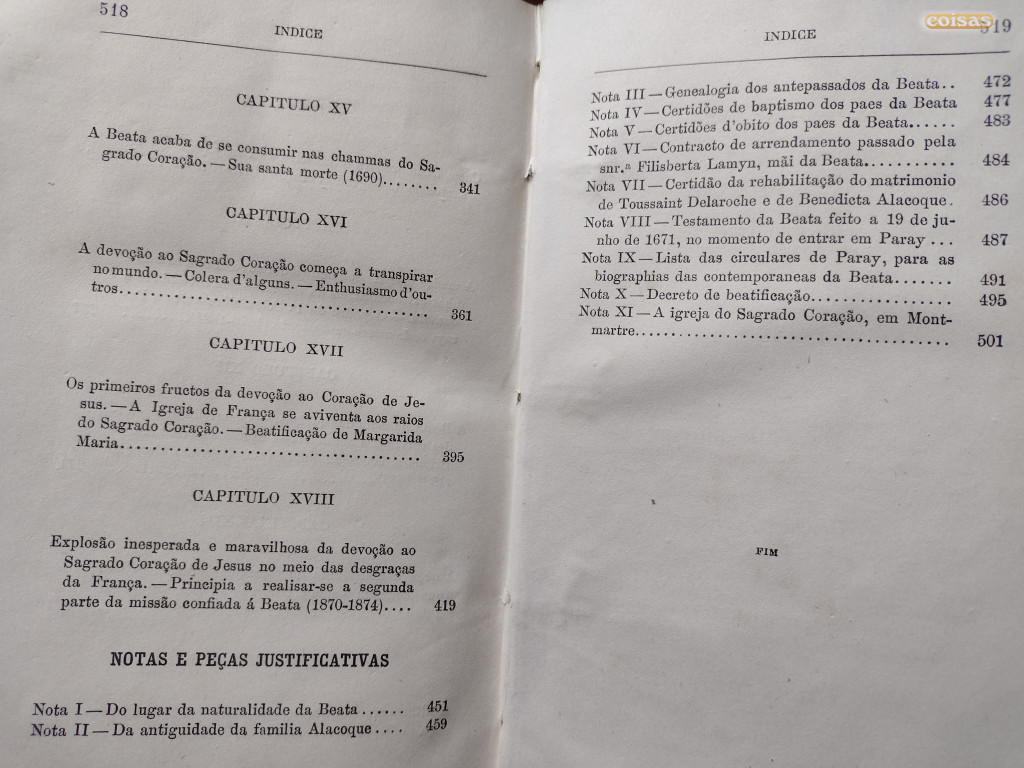 518
INDICE
CAPITULO XV
A Beata acaba de se consumir nas chammas do Sa-
grado Coração. — Sua santa morte (1690)........ 341
CAPITULO XVI
A devoção ao Sagrado Coração começa a transpirar
no mundo. — Colera d'alguns. — Enthusiasmo d'ou-
tros...................................... 361
CAPITULO XVII
Os primeiros fructos da devoção ao Coração de Je-
sus. — A Igreja de França se aviventa aos raios
do Sagrado Coração. — Beatificação de Margarida
Maria...................................... 395
CAPITULO XVIII
Explosão inesperada e maravilhosa da devoção ao
Sagrado Coração de Jesus no meio das desgraças
da França. — Principia a realisar-se a segunda
parte da missão confiada á Beata (1870-1874).... 419
NOTAS E PEÇAS JUSTIFICATIVAS
Nota I — Do lugar da naturalidade da Beata ...... 451
Nota II — Da antiguidade da familia Alacoque .... 459
coisas
519
INDICE
Nota III — Genealogia dos antepassados da Beata.. 472
Nota IV — Certidões de baptismo dos paes da Beata 477
Nota V — Certidões d'obito dos paes da Beata...... 483
Nota VI — Contracto de arrendamento passado pela
snr.ª Filisberta Lamyn, mãi da Beata........... 484
Nota VII — Certidão da rehabilitação do matrimonio
de Toussaint Delaroche e de Benedicta Alacoque. 486
Nota VIII — Testamento da Beata feito a 19 de ju-
nho de 1671, no momento de entrar em Paray ... 487
Nota IX — Lista das circulares de Paray, para as
biographias das contemporaneas da Beata....... 491
Nota X — Decreto de beatificação................. 495
Nota XI — A igreja do Sagrado Coração, em Mont-
martre...................................... 501
FIM